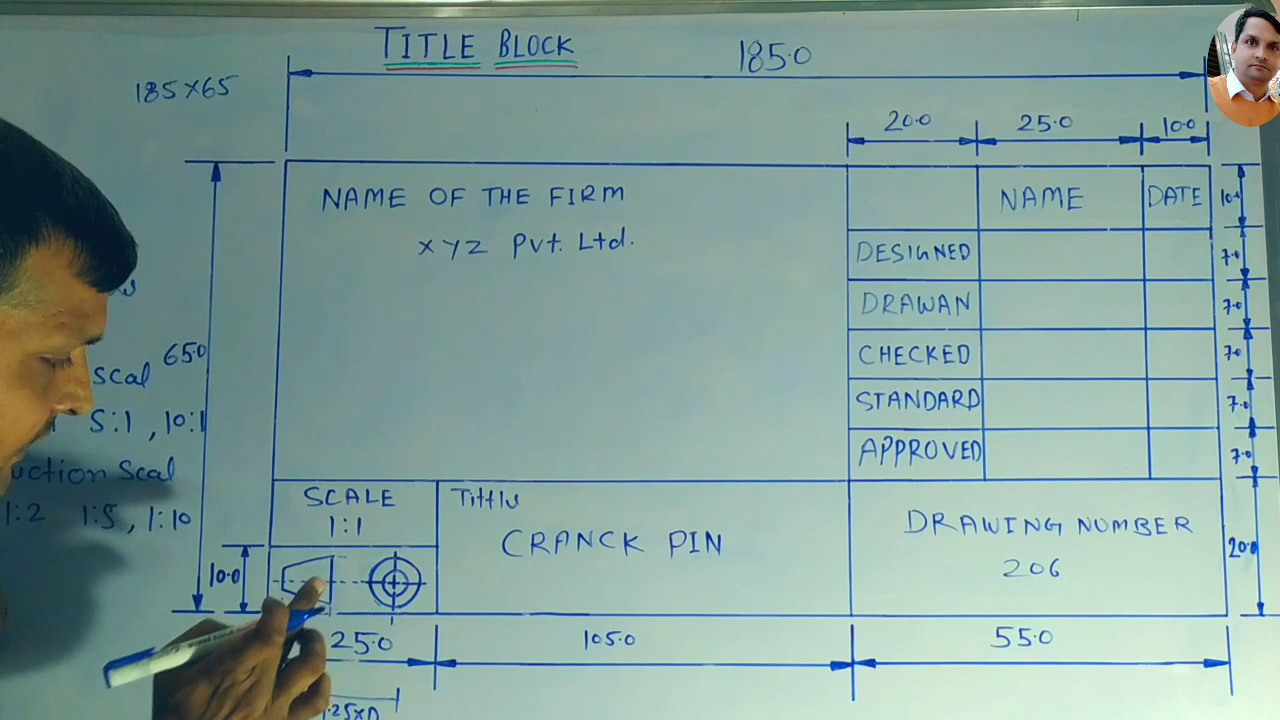 TITLE BLOCK
185×65
185.0
20.0 25.0 10.0
NAME OF THE FIRM
XYZ Pvt. Ltd.
NAME DATE
DESIGNED
DRAWAN
CHECKED
STANDARD
APPROVED
7.0
7.0
7.0
7.0
7.0
20.0
65.0
scal
5:1, 10:1
uction Scal
1:2 1:5, 1:10
SCALE
1:1
10.0
Tittle
CRANCK PIN
DRAWING NUMBER
206
25.0 105.0 55.0